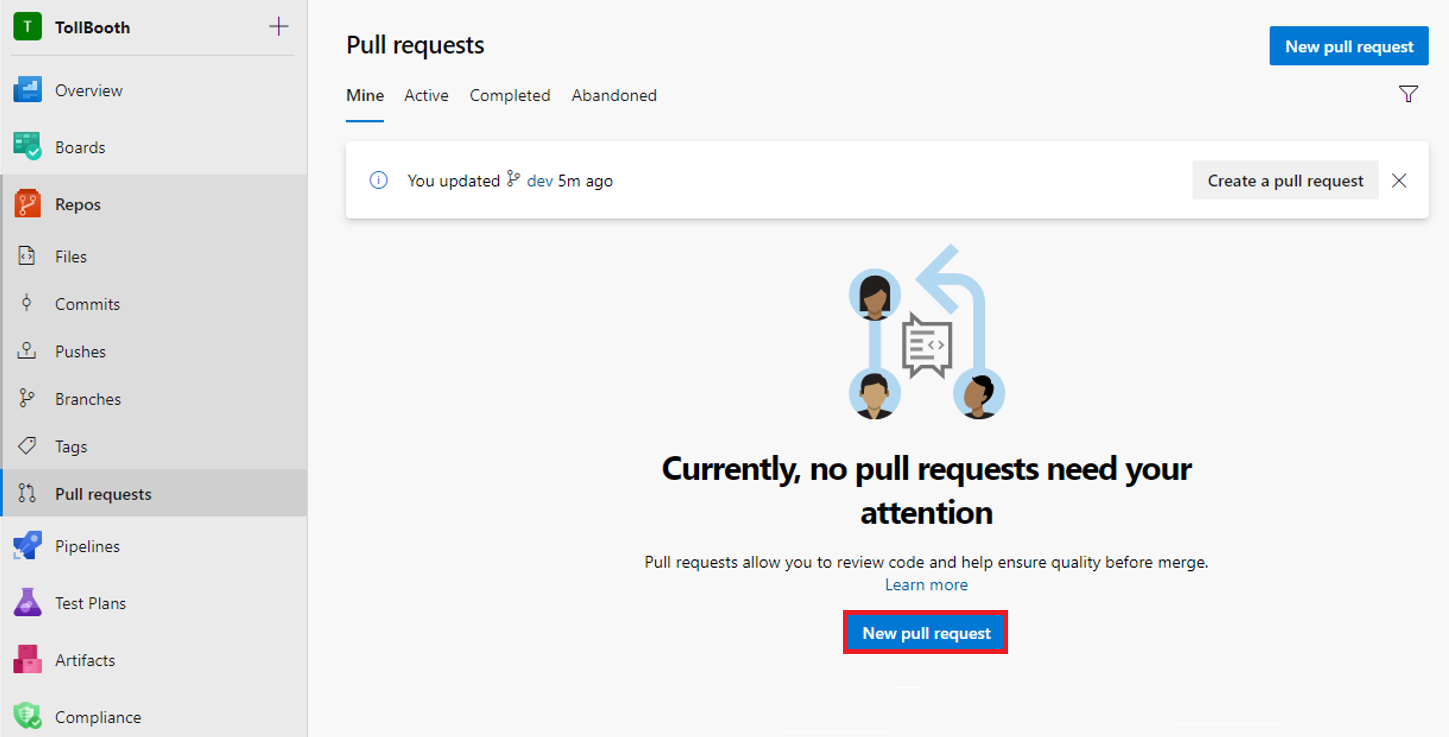 T TollBooth
Overview
Boards
Repos
Files
Commits
Pushes
Branches
Tags
Pull requests
Pipelines
Test Plans
Artifacts
Compliance
Pull requests
New pull request
Mine Active Completed Abandoned
You updated dev 5m ago
Create a pull request
Currently, no pull requests need your
attention
Pull requests allow you to review code and help ensure quality before merge.
Learn more
New pull request